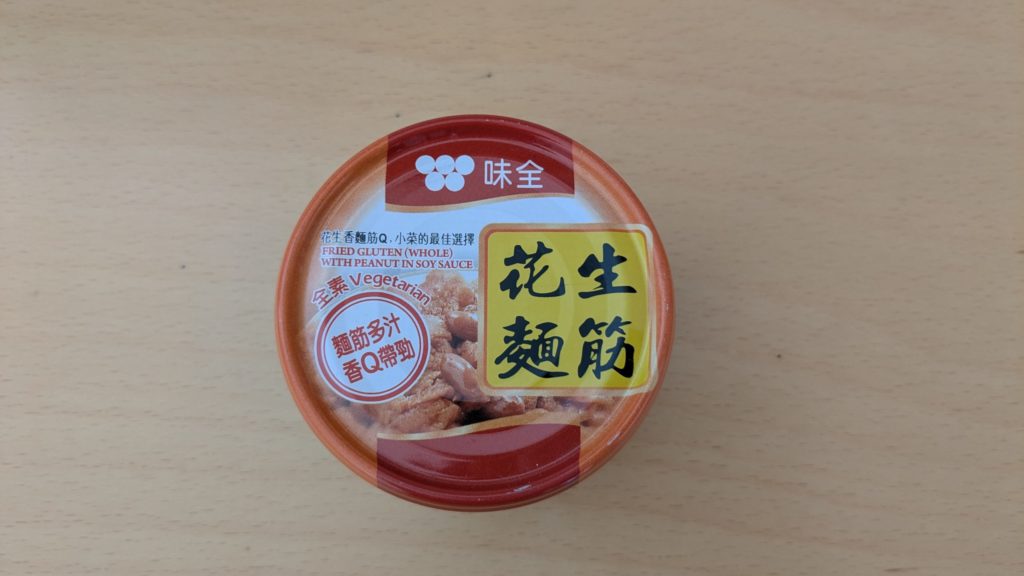 味全
花生香麵筋Q，小菜的最佳選擇
FRIED GLUTEN (WHOLE)
WITH PEANUT IN SOY SAUCE
全素 Vegetarian
麵筋多汁
香Q帶勁
花生
麵筋